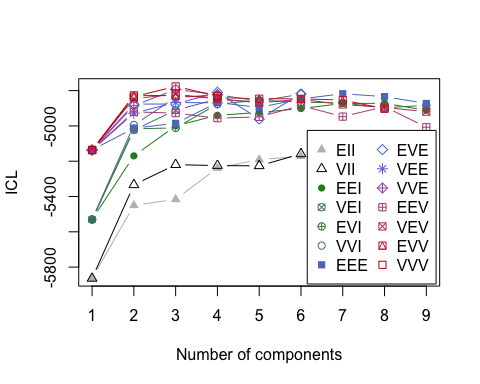 ICL
-5000
-5400
-5800
EII EVE
VII VEE
EEI VVE
VEI EEV
EVI VEV
VVI EVV
EEE VVV
1 2 3 4 5 6 7 8 9
Number of components